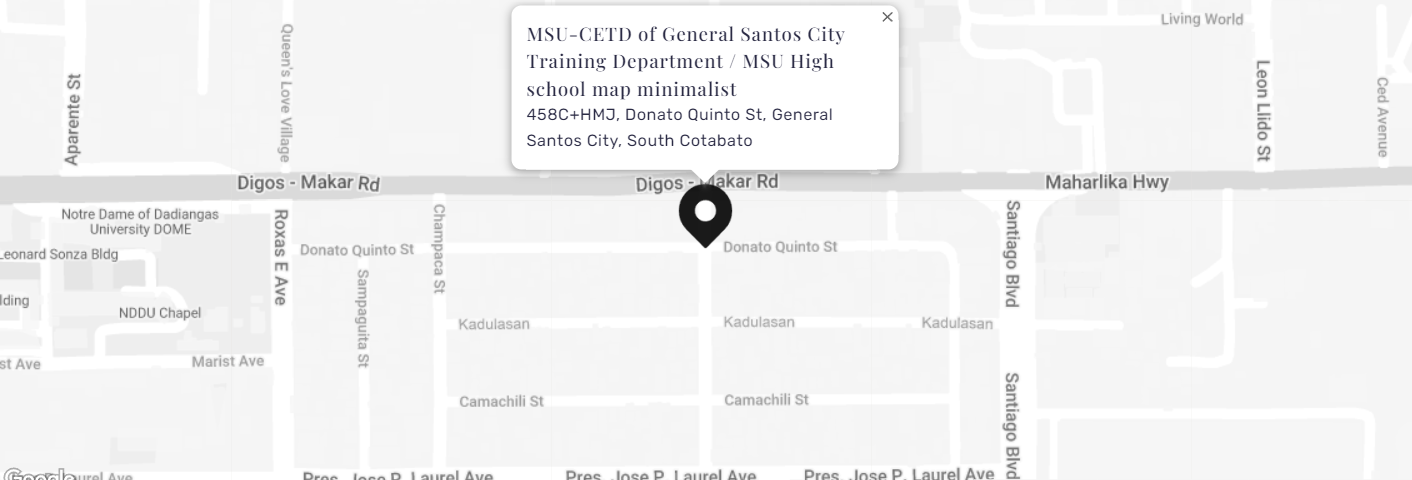 MSU-CETD of General Santos City
Training Department / MSU High
school map minimalist
458C+HMJ, Donato Quinto St, General
Santos City, South Cotabato
Living World
Queen's Love Village
Aparente St
Leon Llido St
Ced Avenue
Digos - Makar Rd
Digos - Makar Rd
Maharlika Hwy
Notre Dame of Dadiangas
University DOME
Roxas E Ave
Champaca St
Santiago Blvd
Donato Quinto St
Donato Quinto St
Leonard Sonza Bldg
Sampaguita St
lding
NDDU Chapel
Kadulasan
Kadulasan
Kadulasan
st Ave
Marist Ave
Camachili St
Camachili St
Santiago Blvd
Google
aurel Ave
Pres. Jose P. Laurel Ave
Pres. Jose P. Laurel Ave
Pres. Jose P. Laurel Ave